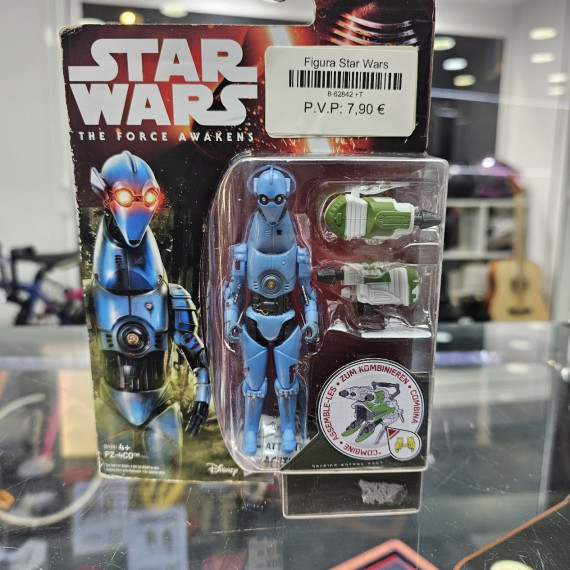 STAR
WARS
THE FORCE AWAKENS
Figura Star Wars
8-62842 • T
P.V.P: 7,90 €
4+
PZ-4CO™
Disney
• ZUM KOMBINIEREN • COMBINA
*COMBINE • ASSEMBLE-LES